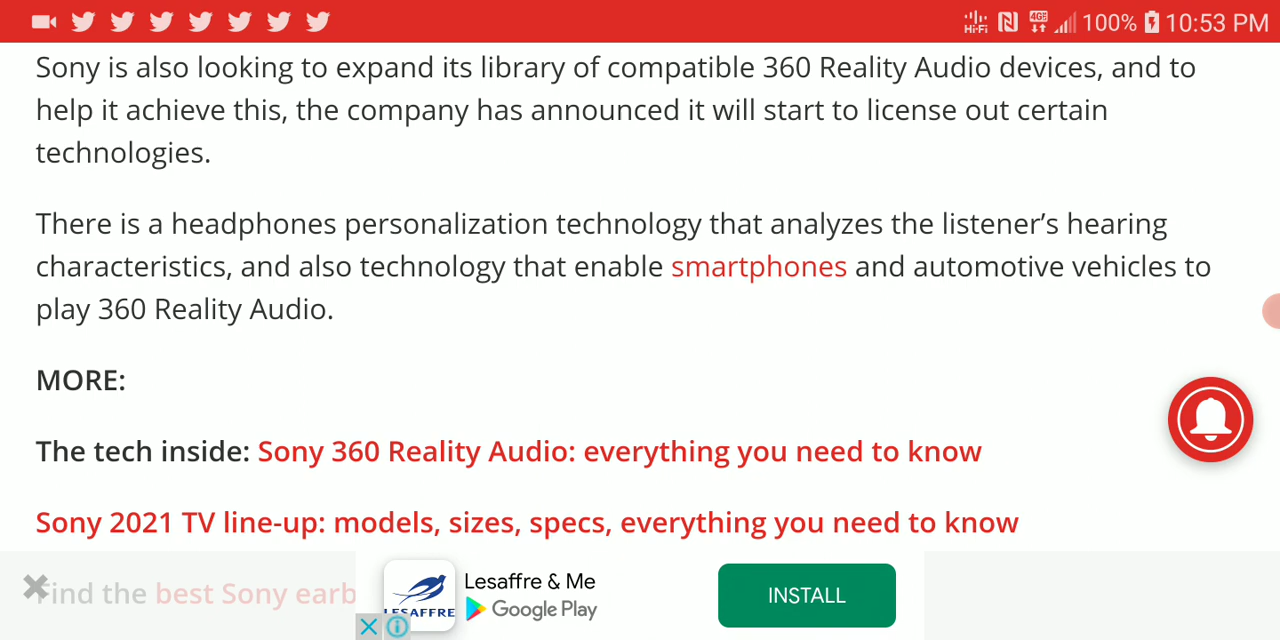 Hi-Fi 4GE 100% 10:53 PM
Sony is also looking to expand its library of compatible 360 Reality Audio devices, and to
help it achieve this, the company has announced it will start to license out certain
technologies.
There is a headphones personalization technology that analyzes the listener’s hearing
characteristics, and also technology that enable smartphones and automotive vehicles to
play 360 Reality Audio.
MORE:
The tech inside: Sony 360 Reality Audio: everything you need to know
Sony 2021 TV line-up: models, sizes, specs, everything you need to know
Find the best Sony earb
LESAFFRE
Lesaffre & Me
Google Play
INSTALL